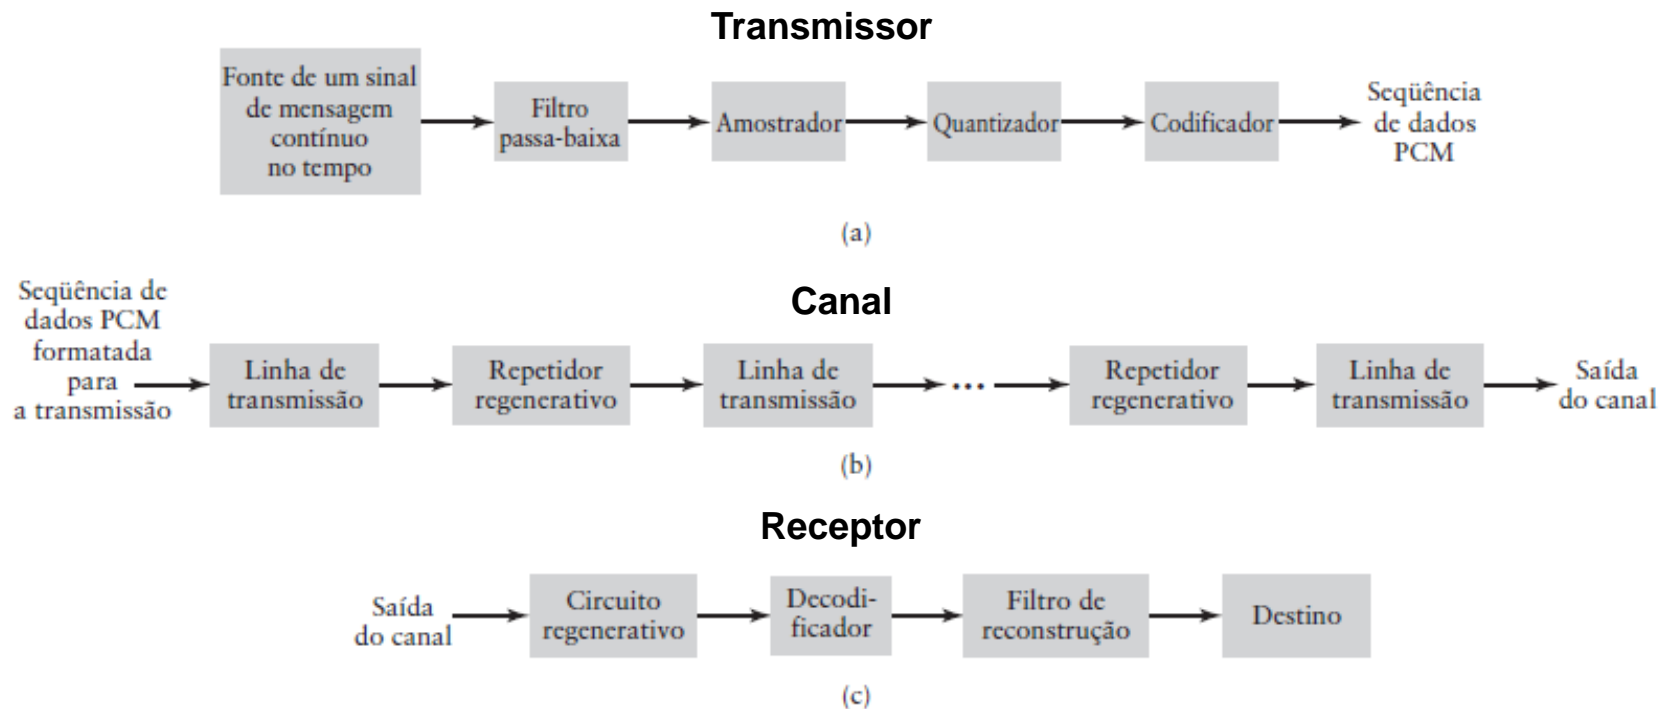 Transmissor
Fonte de um sinal
de mensagem
contínuo
no tempo
Filtro
passa-baixa
Amostrador
Quantizador
Codificador
Seqüência
de dados
PCM
(a)
Canal
Seqüência de
dados PCM
formatada
para
a transmissão
Linha de
transmissão
Repetidor
regenerativo
Linha de
transmissão
...
Repetidor
regenerativo
Linha de
transmissão
Saída
do canal
(b)
Receptor
Saída
do canal
Circuito
regenerativo
Decodi-
ficador
Filtro de
reconstrução
Destino
(c)